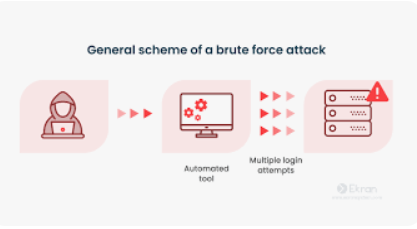 General scheme of a brute force attack
Automated
tool
Multiple login
attempts
Ekran